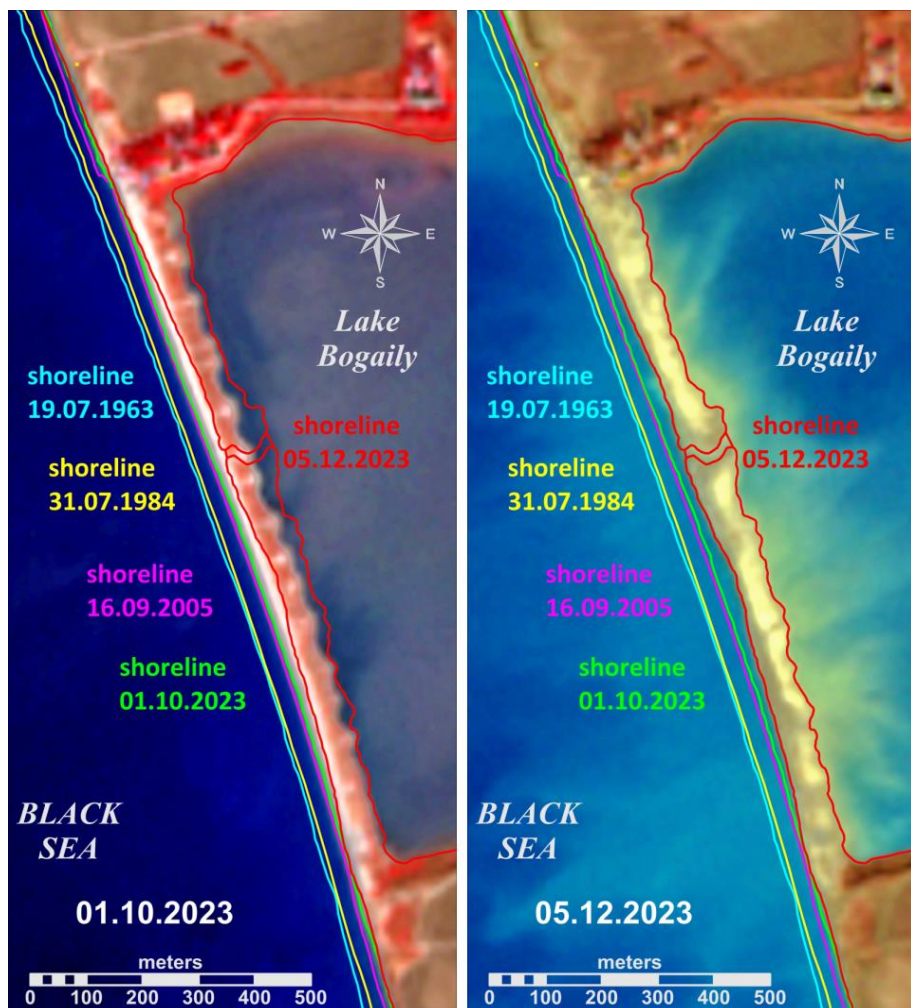 N
W E
S
Lake
Bogaily
shoreline
19.07.1963
shoreline
05.12.2023
shoreline
31.07.1984
shoreline
16.09.2005
shoreline
01.10.2023
BLACK
SEA
01.10.2023
meters
0 100 200 300 400 500
N
W E
S
Lake
Bogaily
shoreline
19.07.1963
shoreline
05.12.2023
shoreline
31.07.1984
shoreline
16.09.2005
shoreline
01.10.2023
BLACK
SEA
05.12.2023
meters
0 100 200 300 400 500